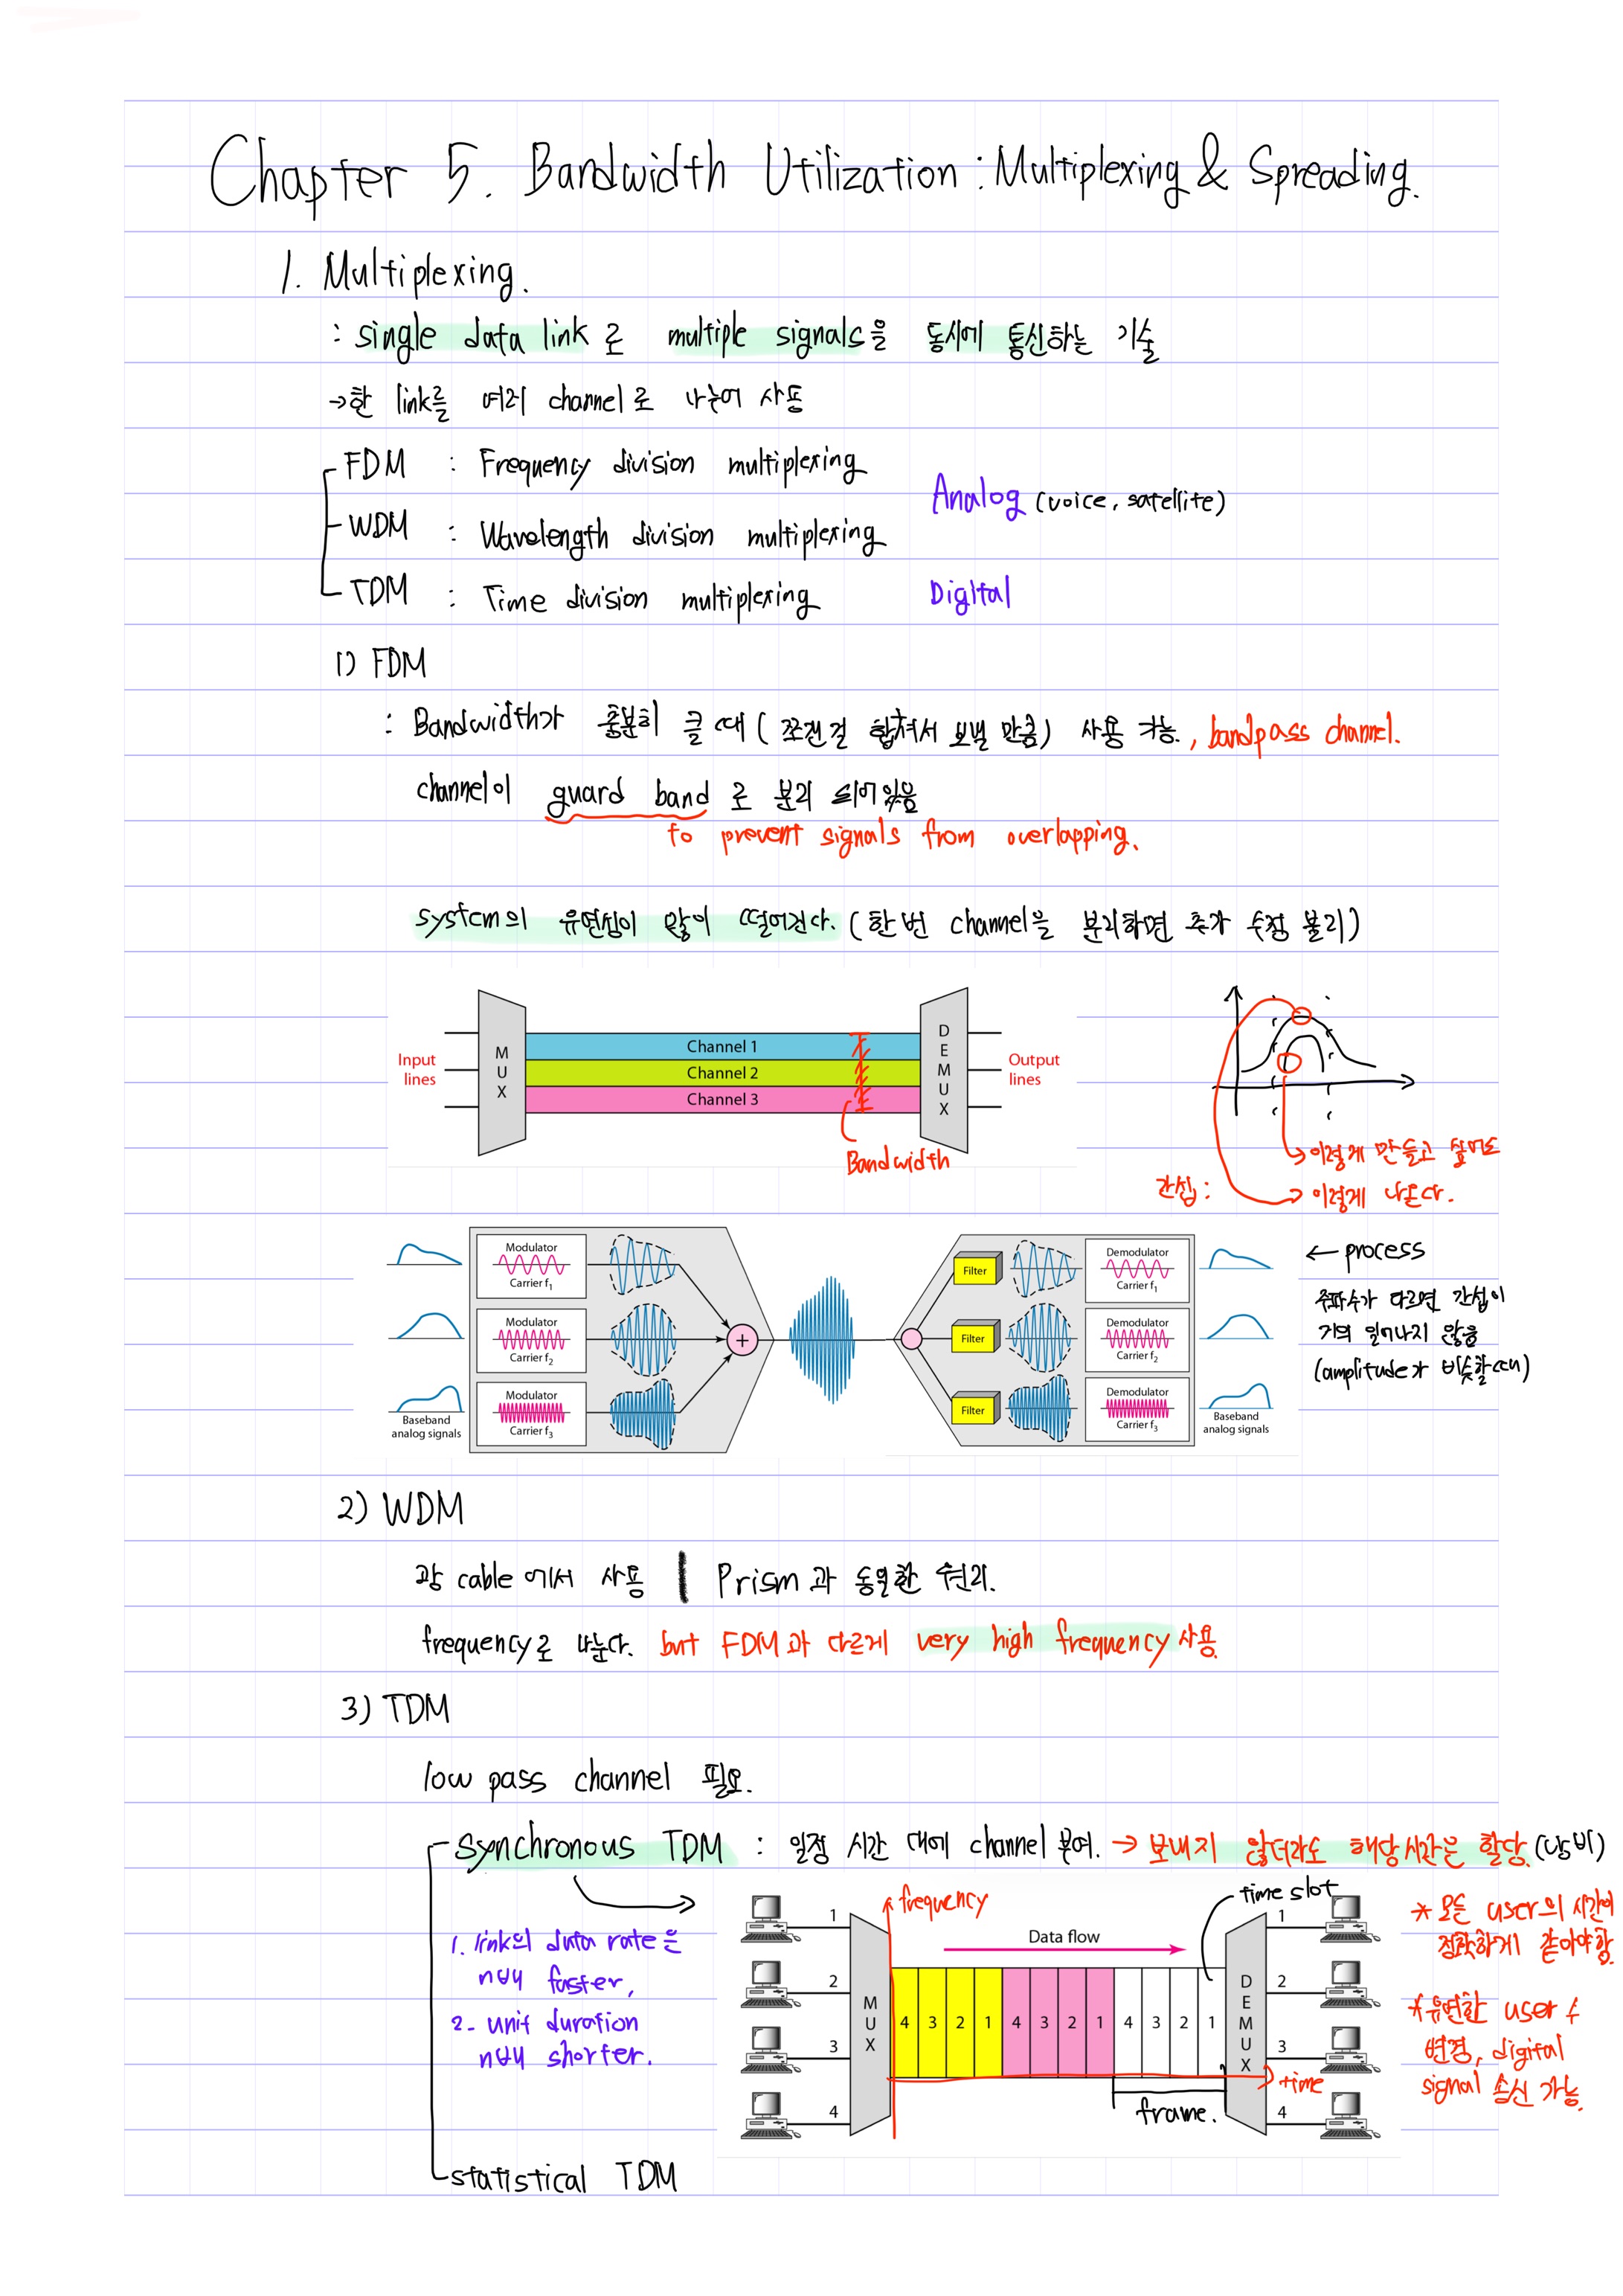 Chapter 5. Bandwidth Utilization : Multiplexing & Spreading.
1. Multiplexing.
: single data link 로 multiple signals을 동시에 통신하는 기술
→ 한 link를 여러 channel로 나누어 사용
FDM : Frequency division multiplexing
Analog (voice, satellite)
WDM : Wavelength division multiplexing
TDM : Time division multiplexing Digital
1) FDM
: Bandwidth가 충분히 클 때 (쪼갠걸 합쳐서 보낼 만큼) 사용 가능. , bandpass channel.
channel이 guard band 로 분리 되어있음
to prevent signals from overlapping.
system의 유연성이 많이 떨어진다. (한 번 channel을 분리하면 추가 수정 불리)
Input lines
MUX
Channel 1
Channel 2
Channel 3
DEMUX
Output lines
Bandwidth
간섭 :
→ 이렇게 만들고 싶어도
→ 이렇게 나온다.
Modulator
Carrier f1
Modulator
Carrier f2
Modulator
Carrier f3
Baseband
analog signals
+
Filter
Filter
Filter
Demodulator
Carrier f1
Demodulator
Carrier f2
Demodulator
Carrier f3
Baseband
analog signals
← process
주파수가 다르면 간섭이
거의 일어나지 않음
(amplitude가 비슷할 때)
2) WDM
광 cable 에서 사용 | Prism과 동일한 원리.
frequency로 나눈다. but FDM과 다르게 very high frequency 사용
3) TDM
low pass channel 필요.
synchronous TDM : 일정 시간 대에 channel 분여. → 보내지 않더라도 해당시간은 할당. (낭비)
1. link의 data rate은
n배 faster.
2. unit duration
n배 shorter.
1
2
3
4
MUX
frequency
Data flow
time slot
4 3 2 1 4 3 2 1 4 3 2 1
time
frame.
DEMUX
1
2
3
4
* 모든 user의 시간이
정확하게 같아야함
* 유연한 user 수
변경, digital
signal 송신 가능.
statistical TDM